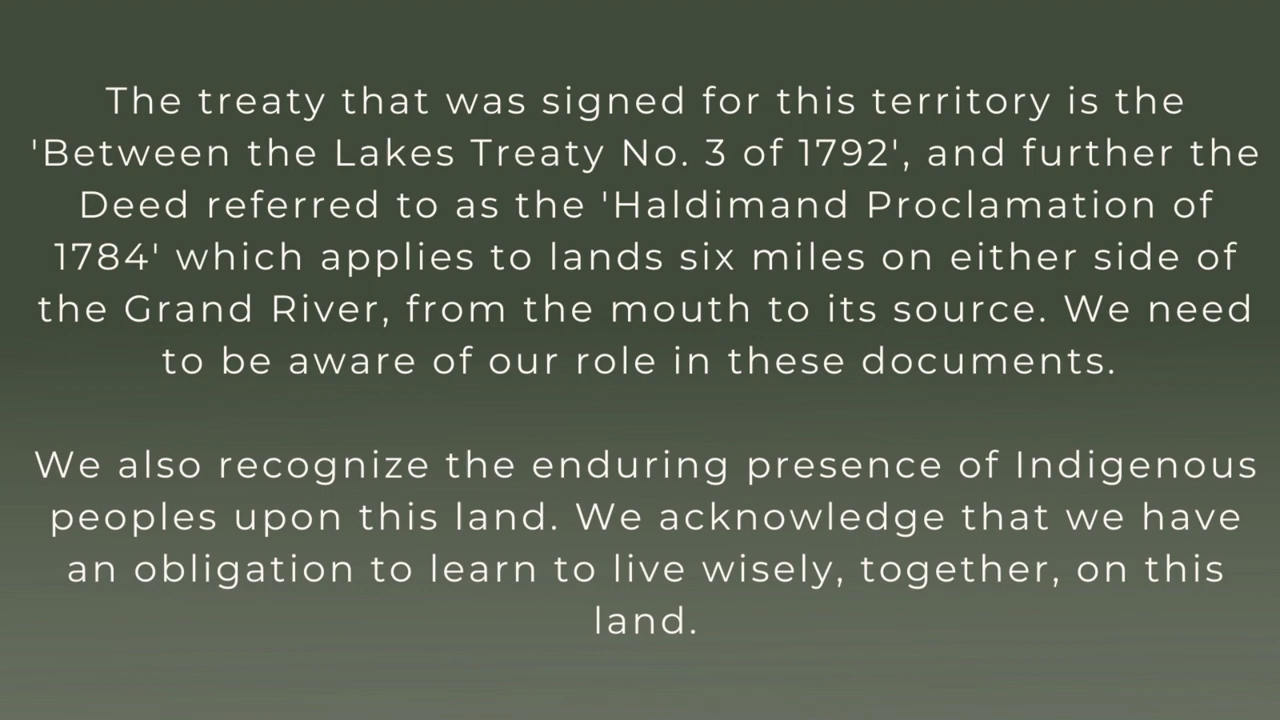 The treaty that was signed for this territory is the
'Between the Lakes Treaty No. 3 of 1792', and further the
Deed referred to as the 'Haldimand Proclamation of
1784' which applies to lands six miles on either side of
the Grand River, from the mouth to its source. We need
to be aware of our role in these documents.
We also recognize the enduring presence of Indigenous
peoples upon this land. We acknowledge that we have
an obligation to learn to live wisely, together, on this
land.